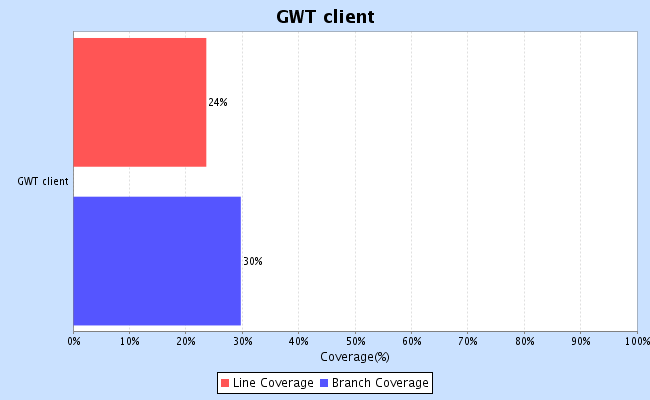 GWT client
24%
GWT client
30%
0% 10% 20% 30% 40% 50% 60% 70% 80% 90% 100%
Coverage(%)
Line Coverage Branch Coverage